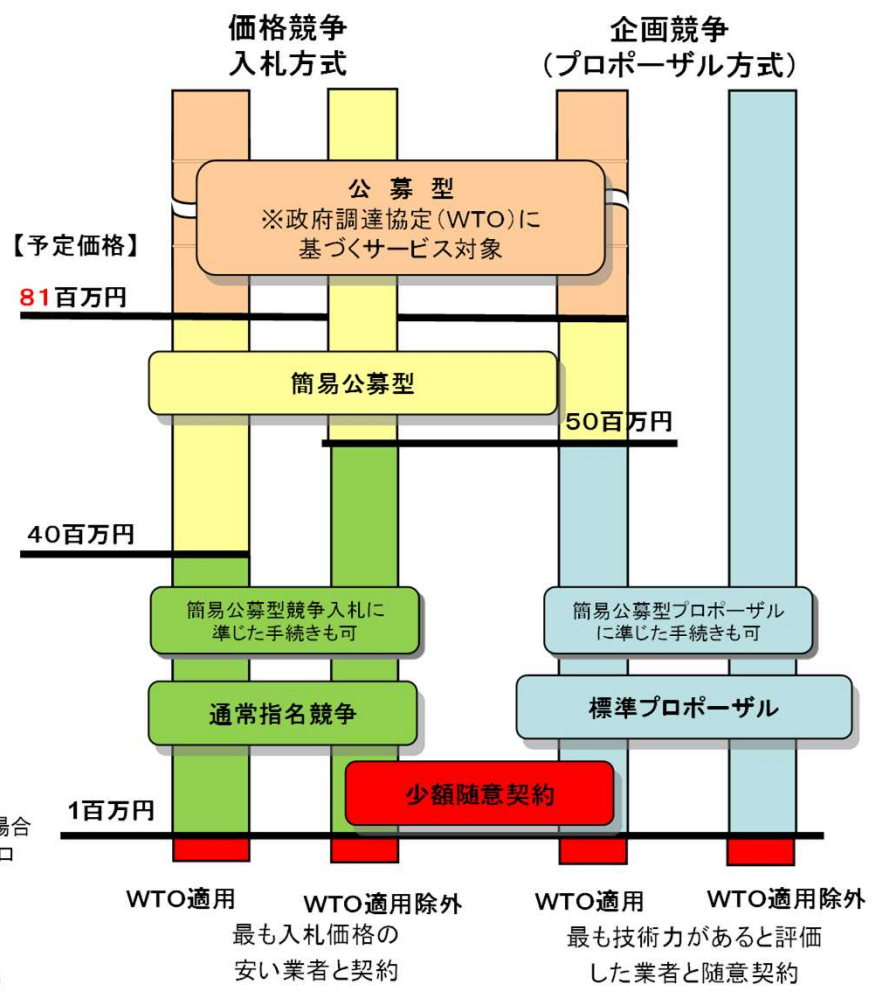 価格競争
入札方式
企画競争
(プロポーザル方式)
公 募 型
※政府調達協定(WTO)に
基づくサービス対象
【予定価格】
81百万円
簡易公募型
50百万円
40百万円
簡易公募型競争入札に
準じた手続きも可
簡易公募型プロポーザル
に準じた手続きも可
通常指名競争
標準プロポーザル
少額随意契約
1百万円
場合
ロ
WTO適用
WTO適用除外
WTO適用
WTO適用除外
最も入札価格の
安い業者と契約
最も技術力があると評価
した業者と随意契約